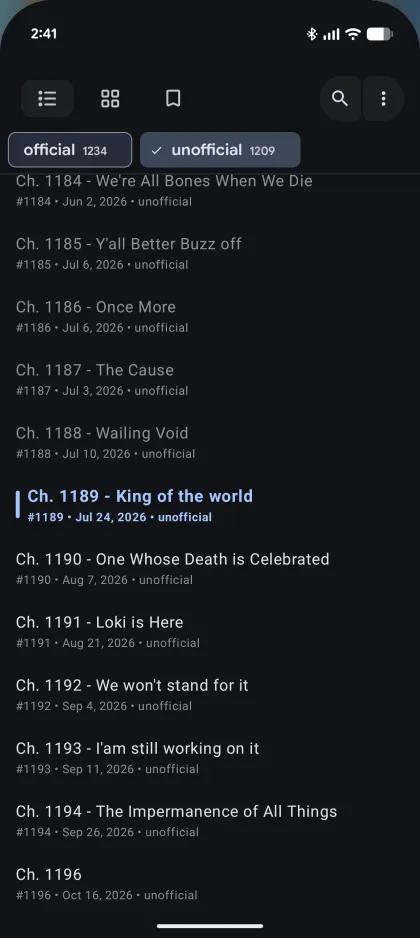 2:41
official 1234
unofficial 1209
Ch. 1184 - We're All Bones When We Die
#1184 • Jun 2, 2026 • unofficial
Ch. 1185 - Y'all Better Buzz off
#1185 • Jul 6, 2026 • unofficial
Ch. 1186 - Once More
#1186 • Jul 6, 2026 • unofficial
Ch. 1187 - The Cause
#1187 • Jul 3, 2026 • unofficial
Ch. 1188 - Wailing Void
#1188 • Jul 10, 2026 • unofficial
Ch. 1189 - King of the world
#1189 • Jul 24, 2026 • unofficial
Ch. 1190 - One Whose Death is Celebrated
#1190 • Aug 7, 2026 • unofficial
Ch. 1191 - Loki is Here
#1191 • Aug 21, 2026 • unofficial
Ch. 1192 - We won't stand for it
#1192 • Sep 4, 2026 • unofficial
Ch. 1193 - I'am still working on it
#1193 • Sep 11, 2026 • unofficial
Ch. 1194 - The Impermanence of All Things
#1194 • Sep 26, 2026 • unofficial
Ch. 1196
#1196 • Oct 16, 2026 • unofficial